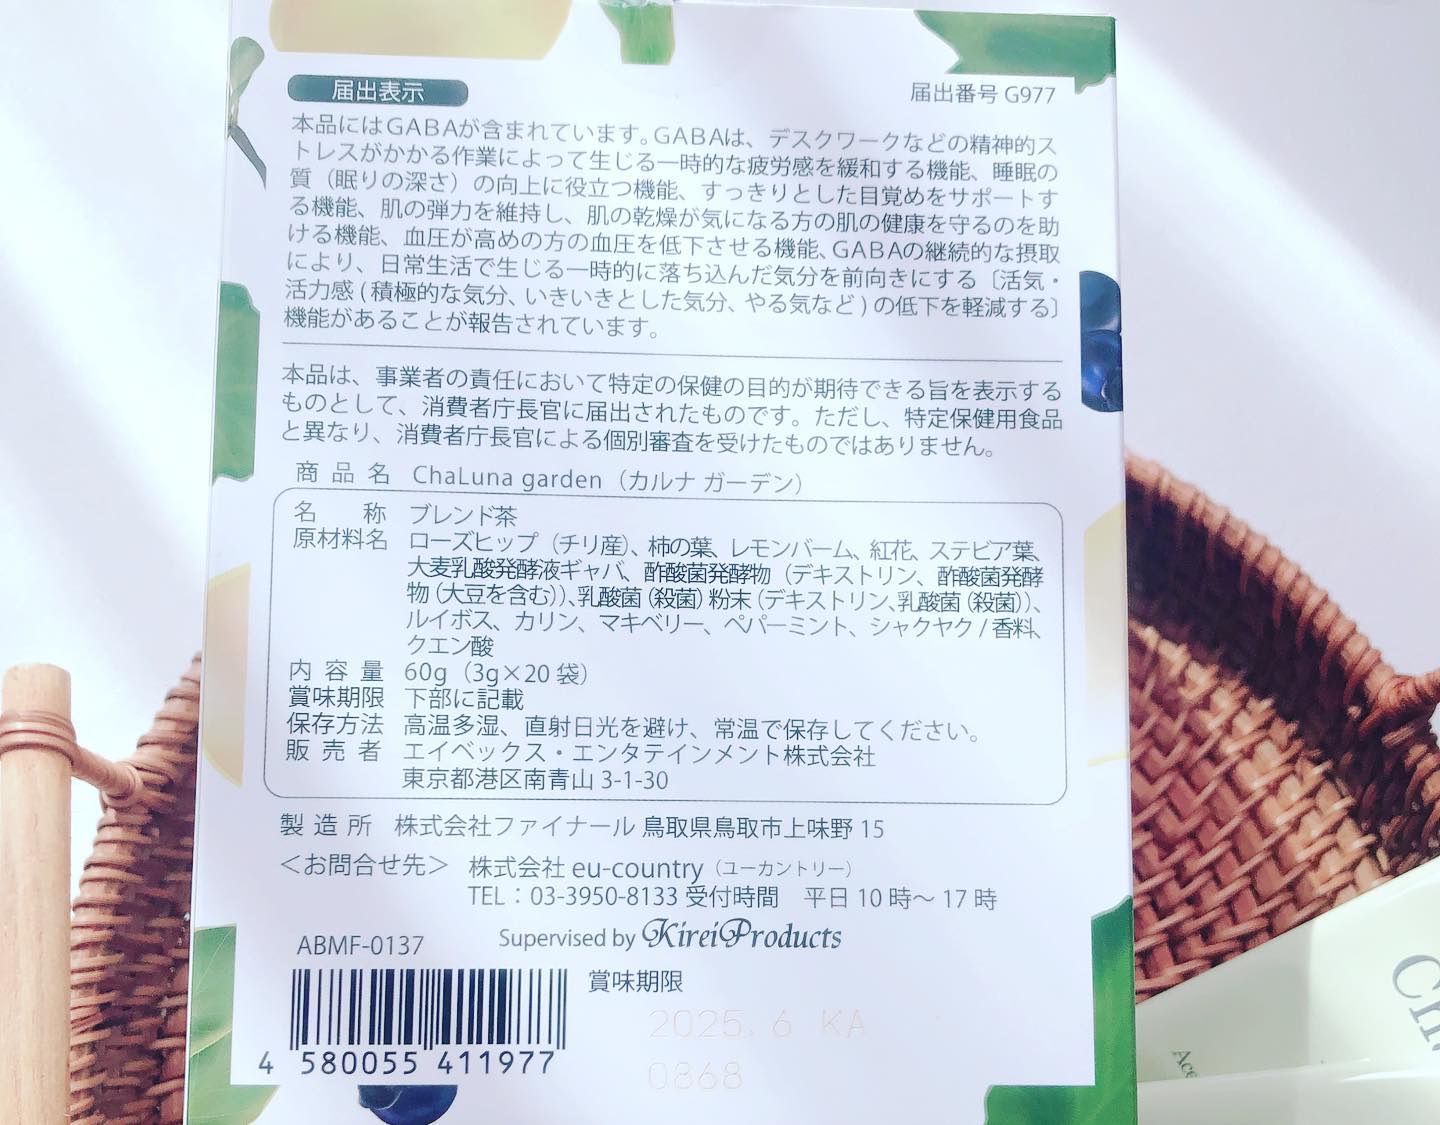 届出表示
届出番号 G977
本品にはGABAが含まれています。GABAは、デスクワークなどの精神的ス
トレスがかかる作業によって生じる一時的な疲労感を緩和する機能、睡眠の
質（眠りの深さ）の向上に役立つ機能、すっきりとした目覚めをサポートす
る機能、肌の弾力を維持し、肌の乾燥が気になる方の肌の健康を守るのを助
ける機能、血圧が高めの方の血圧を低下させる機能、GABAの継続的な摂取
により、日常生活で生じる一時的に落ち込んだ気分を前向きにする〔活気・
活力感 ( 積極的な気分、いきいきとした気分、やる気など ) の低下を軽減する〕
機能があることが報告されています。
本品は、事業者の責任において特定の保健の目的が期待できる旨を表示する
ものとして、消費者庁長官に届出されたものです。ただし、特定保健用食品
と異なり、消費者庁長官による個別審査を受けたものではありません。
商品名 ChaLuna garden（カルナ ガーデン）
名称 ブレンド茶
原材料名 ローズヒップ（チリ産）、柿の葉、レモンバーム、紅花、ステビア葉、
大麦乳酸発酵液ギャバ、酢酸菌発酵物（デキストリン、酢酸菌発酵
物（大豆を含む））、乳酸菌（殺菌）粉末（デキストリン、乳酸菌（殺菌））、
ルイボス、カリン、マキベリー、ペパーミント、シャクヤク / 香料、
クエン酸
内容量 60g（3g×20 袋）
賞味期限 下部に記載
保存方法 高温多湿、直射日光を避け、常温で保存してください。
販売者 エイベックス・エンタテインメント株式会社
東京都港区南青山 3-1-30
製造所 株式会社ファイナール 鳥取県鳥取市上味野 15
＜お問合せ先＞ 株式会社 eu-country（ユーカントリー）
TEL：03-3950-8133 受付時間 平日 10 時～ 17 時
ABMF-0137
Supervised by KireiProducts
賞味期限
2025. 6 KA
0868
4 580055 411977